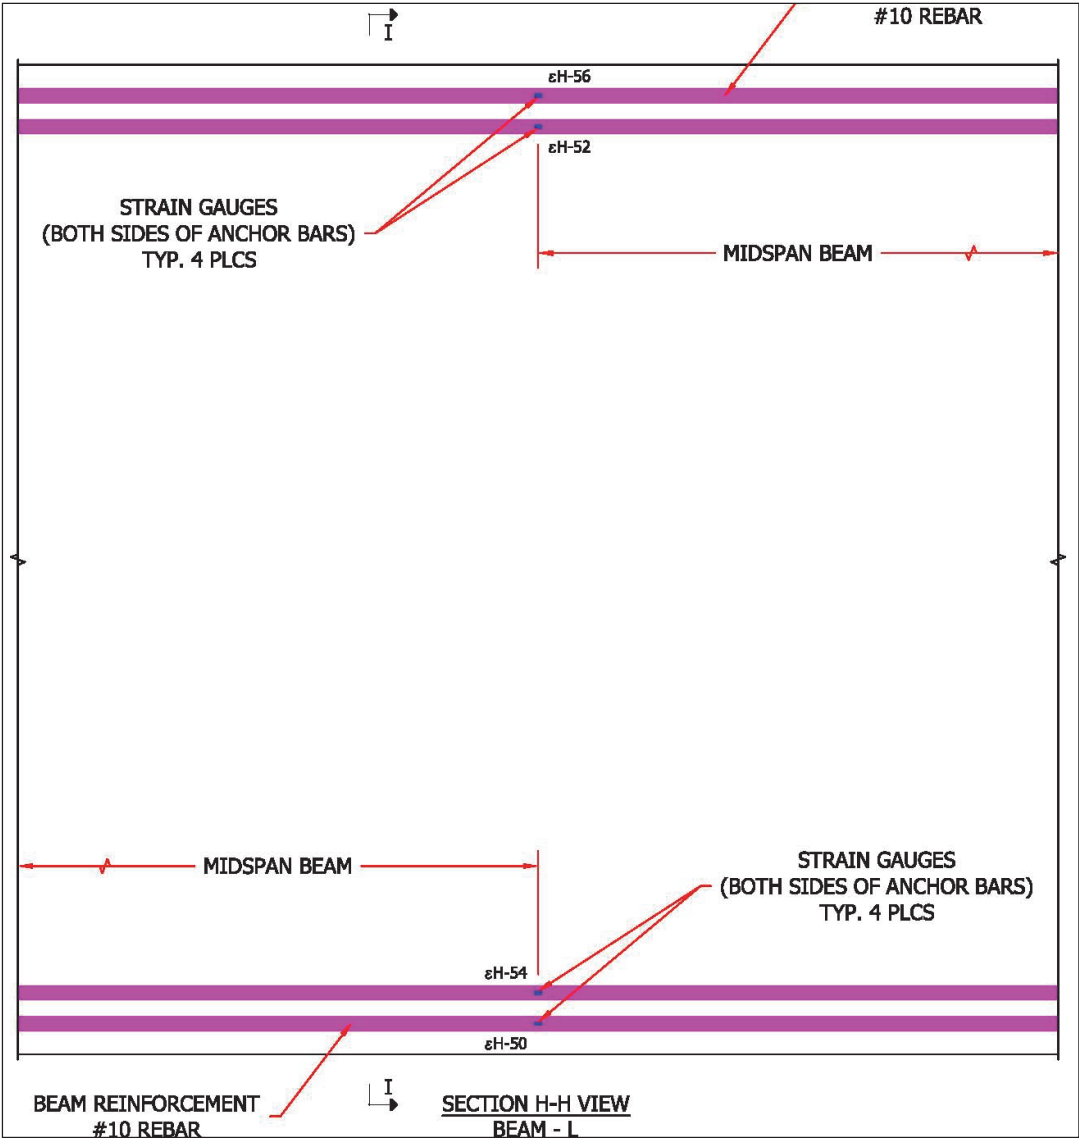 I
#10 REBAR
εH-56
εH-52
STRAIN GAUGES
(BOTH SIDES OF ANCHOR BARS)
TYP. 4 PLCS
MIDSPAN BEAM
MIDSPAN BEAM
STRAIN GAUGES
(BOTH SIDES OF ANCHOR BARS)
TYP. 4 PLCS
εH-54
εH-50
BEAM REINFORCEMENT
#10 REBAR
I
SECTION H-H VIEW
BEAM - L